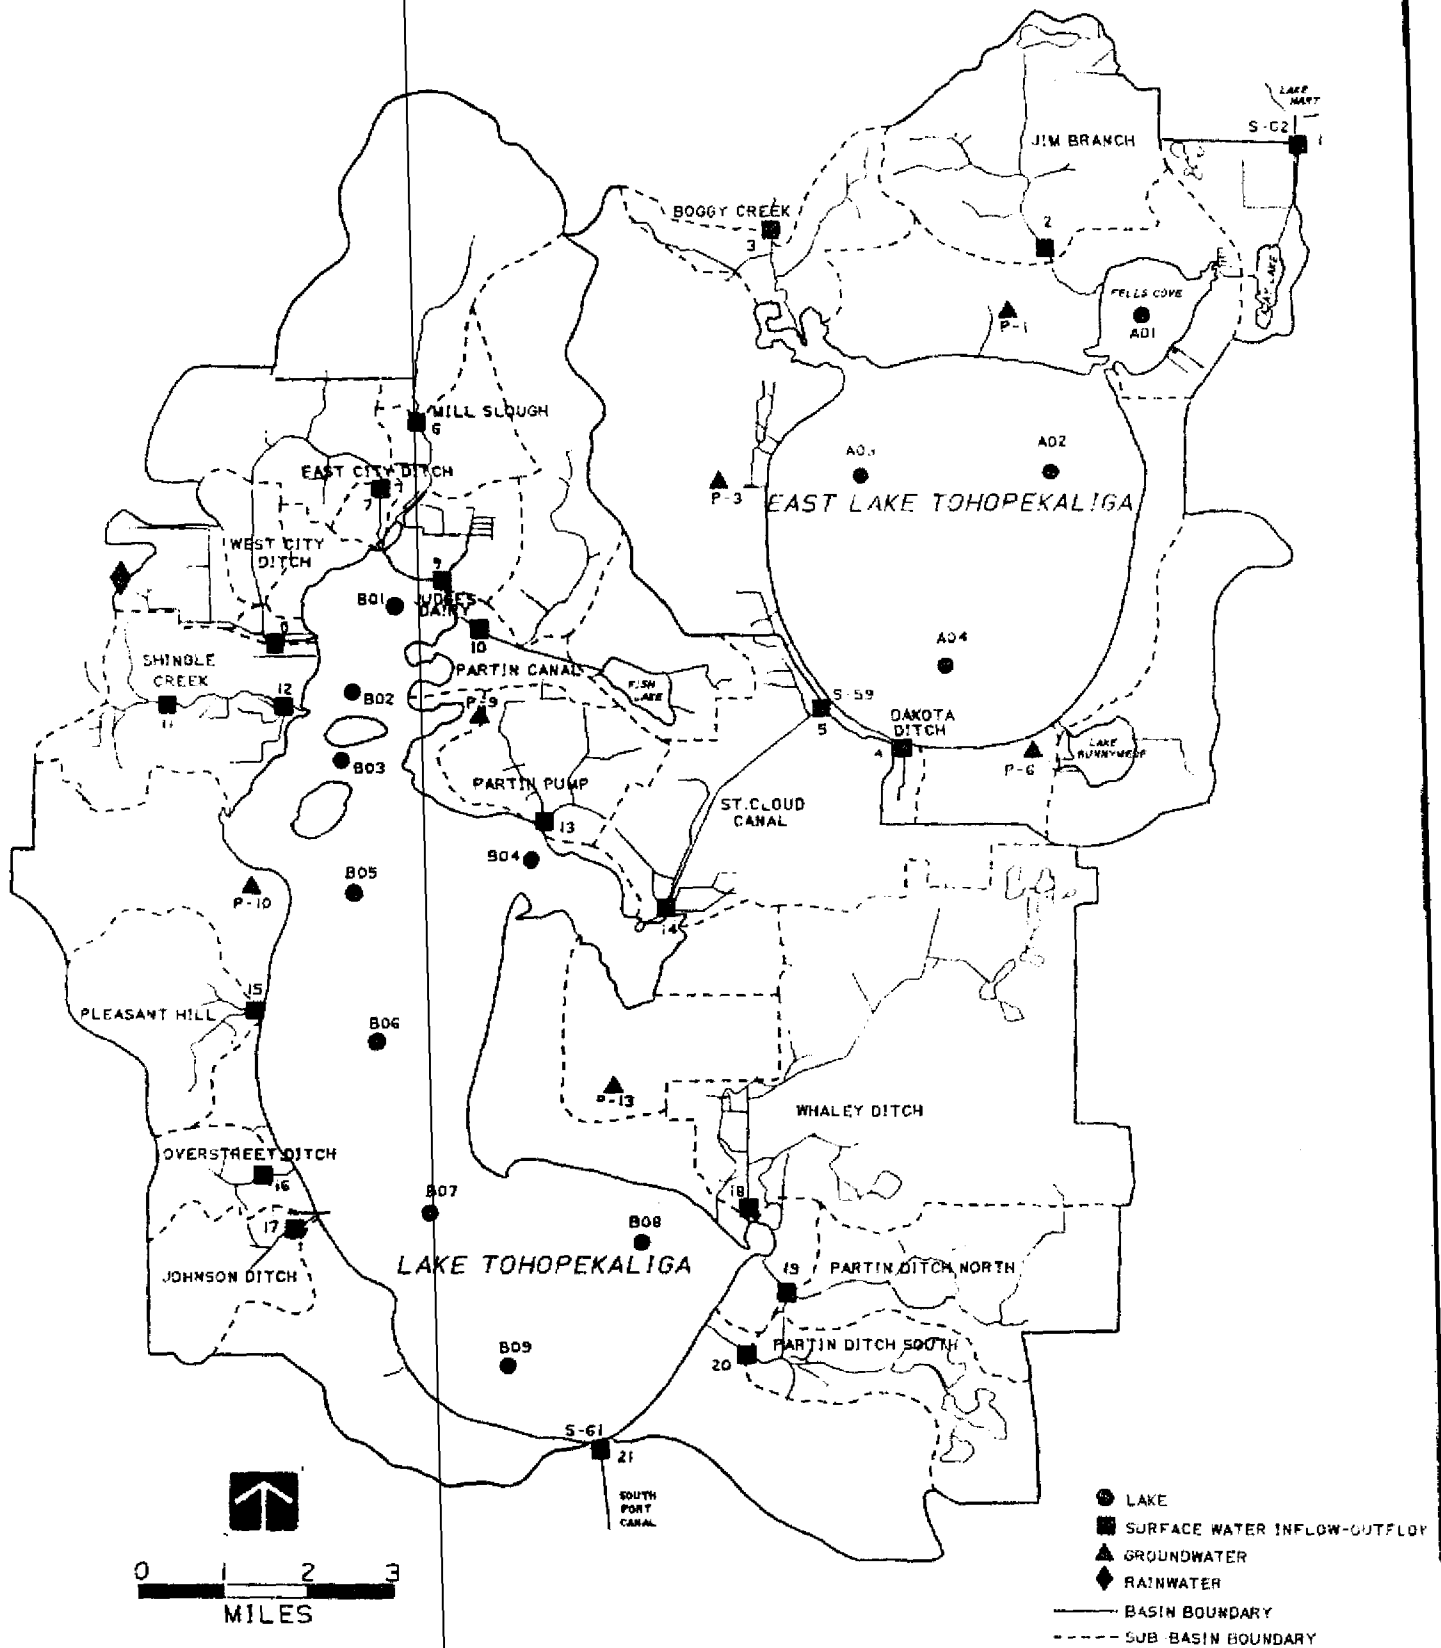 LAKE
HART
S-62
1
JIM BRANCH
BOGGY CREEK
3
2
FELLS COVE
A01
P-1
MILL SLOUGH
6
A03
A02
EAST CITY DITCH
7
P-3
EAST LAKE TOHOPEKALIGA
WEST CITY
DITCH
9
B01
JUDGES
DAIRY
10
A04
SHINGLE
CREEK
PARTIN CANAL
FISH
LAKE
12
11
B02
P-9
S-59
5
DAKOTA
DITCH
4
P-6
LAKE
RUNNYMEDE
B03
PARTIN PUMP
13
ST.CLOUD
CANAL
B04
B05
P-10
14
15
PLEASANT HILL
B06
P-13
WHALEY DITCH
OVERSTREET DITCH
16
B07
18
17
B08
LAKE TOHOPEKALIGA
JOHNSON DITCH
19
PARTIN DITCH NORTH
B09
20
PARTIN DITCH SOUTH
S-61
21
SOUTH
PORT
CANAL
0 1 2 3
MILES
LAKE
SURFACE WATER INFLOW-OUTFLOW
GROUNDWATER
RAINWATER
BASIN BOUNDARY
SUB-BASIN BOUNDARY